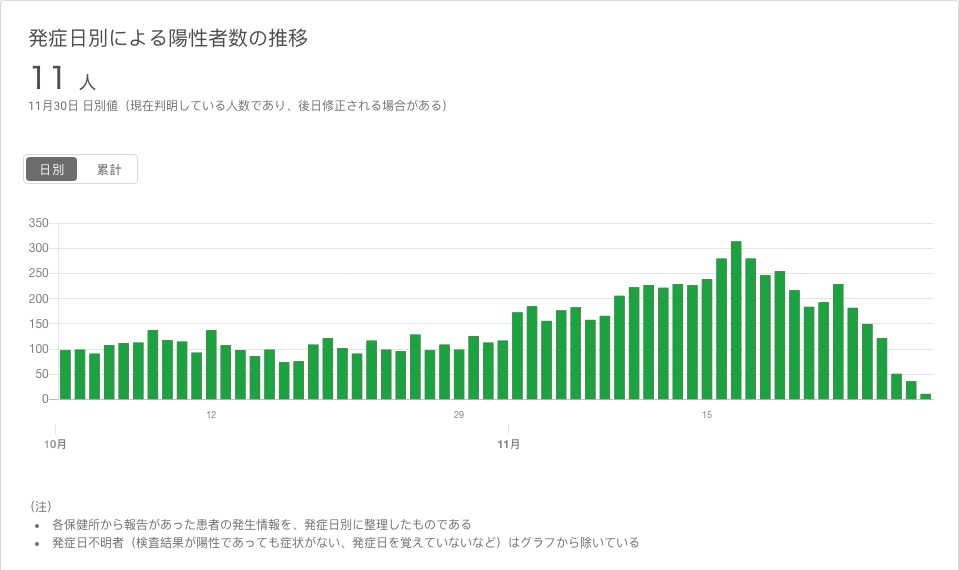 発症日別による陽性者数の推移
11 人
11月30日 日別値（現在判明している人数であり、後日修正される場合がある）
日別 累計
350
300
250
200
150
100
50
0
12 29 15
10月 11月
（注）
• 各保健所から報告があった患者の発生情報を、発症日別に整理したものである
• 発症日不明者（検査結果が陽性であっても症状がない、発症日を覚えていないなど）はグラフから除いている